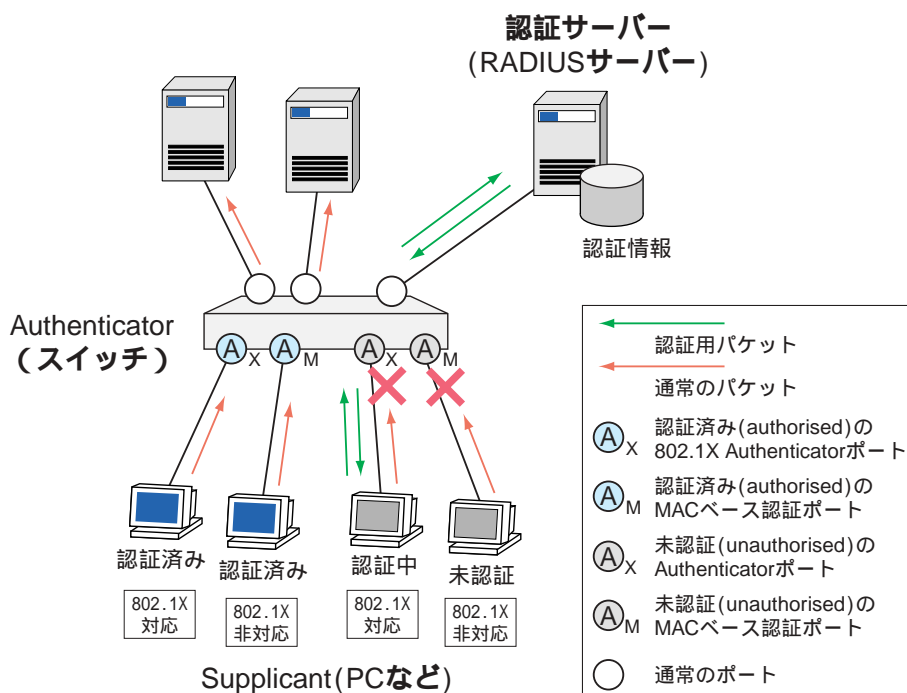 認証サーバー
(RADIUSサーバー)
認証情報
Authenticator
(スイッチ)
A X
A M
A X
A M
認証済み
認証済み
認証中
未認証
802.1X
対応
802.1X
非対応
802.1X
対応
802.1X
非対応
Supplicant(PCなど)
認証用パケット
通常のパケット
A X
認証済み(authorised)の
802.1X Authenticatorポート
A M
認証済み(authorised)の
MACベース認証ポート
A X
未認証(unauthorised)の
Authenticatorポート
A M
未認証(unauthorised)の
MACベース認証ポート
通常のポート